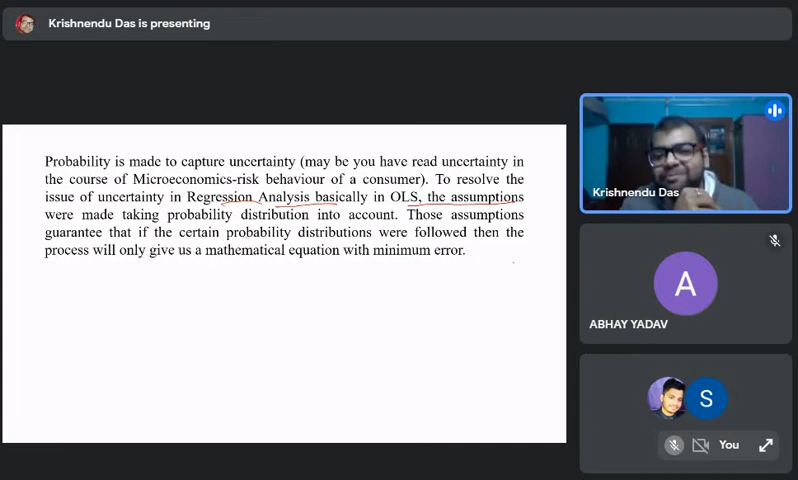 Krishnendu Das is presenting
Probability is made to capture uncertainty (may be you have read uncertainty in
the course of Microeconomics-risk behaviour of a consumer). To resolve the
issue of uncertainty in Regression Analysis basically in OLS, the assumptions
were made taking probability distribution into account. Those assumptions
guarantee that if the certain probability distributions were followed then the
process will only give us a mathematical equation with minimum error.
Krishnendu Das
A
ABHAY YADAV
S
You